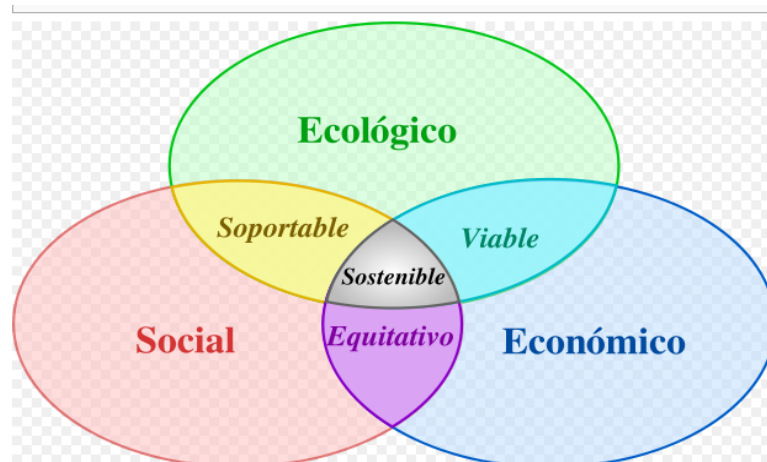 Ecológico
Soportable
Viable
Sostenible
Social
Equitativo
Económico